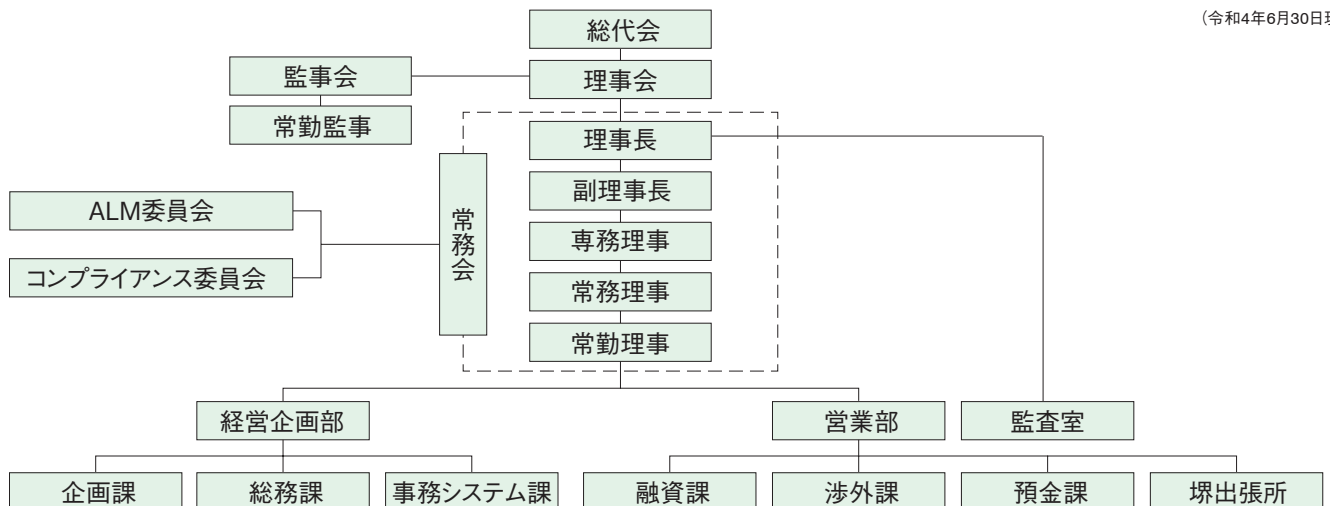 （令和4年6月30日現
総代会
監事会
理事会
常勤監事
理事長
副理事長
専務理事
常務理事
常勤理事
常務会
ALM委員会
コンプライアンス委員会
経営企画部
営業部
監査室
企画課
総務課
事務システム課
融資課
渉外課
預金課
堺出張所